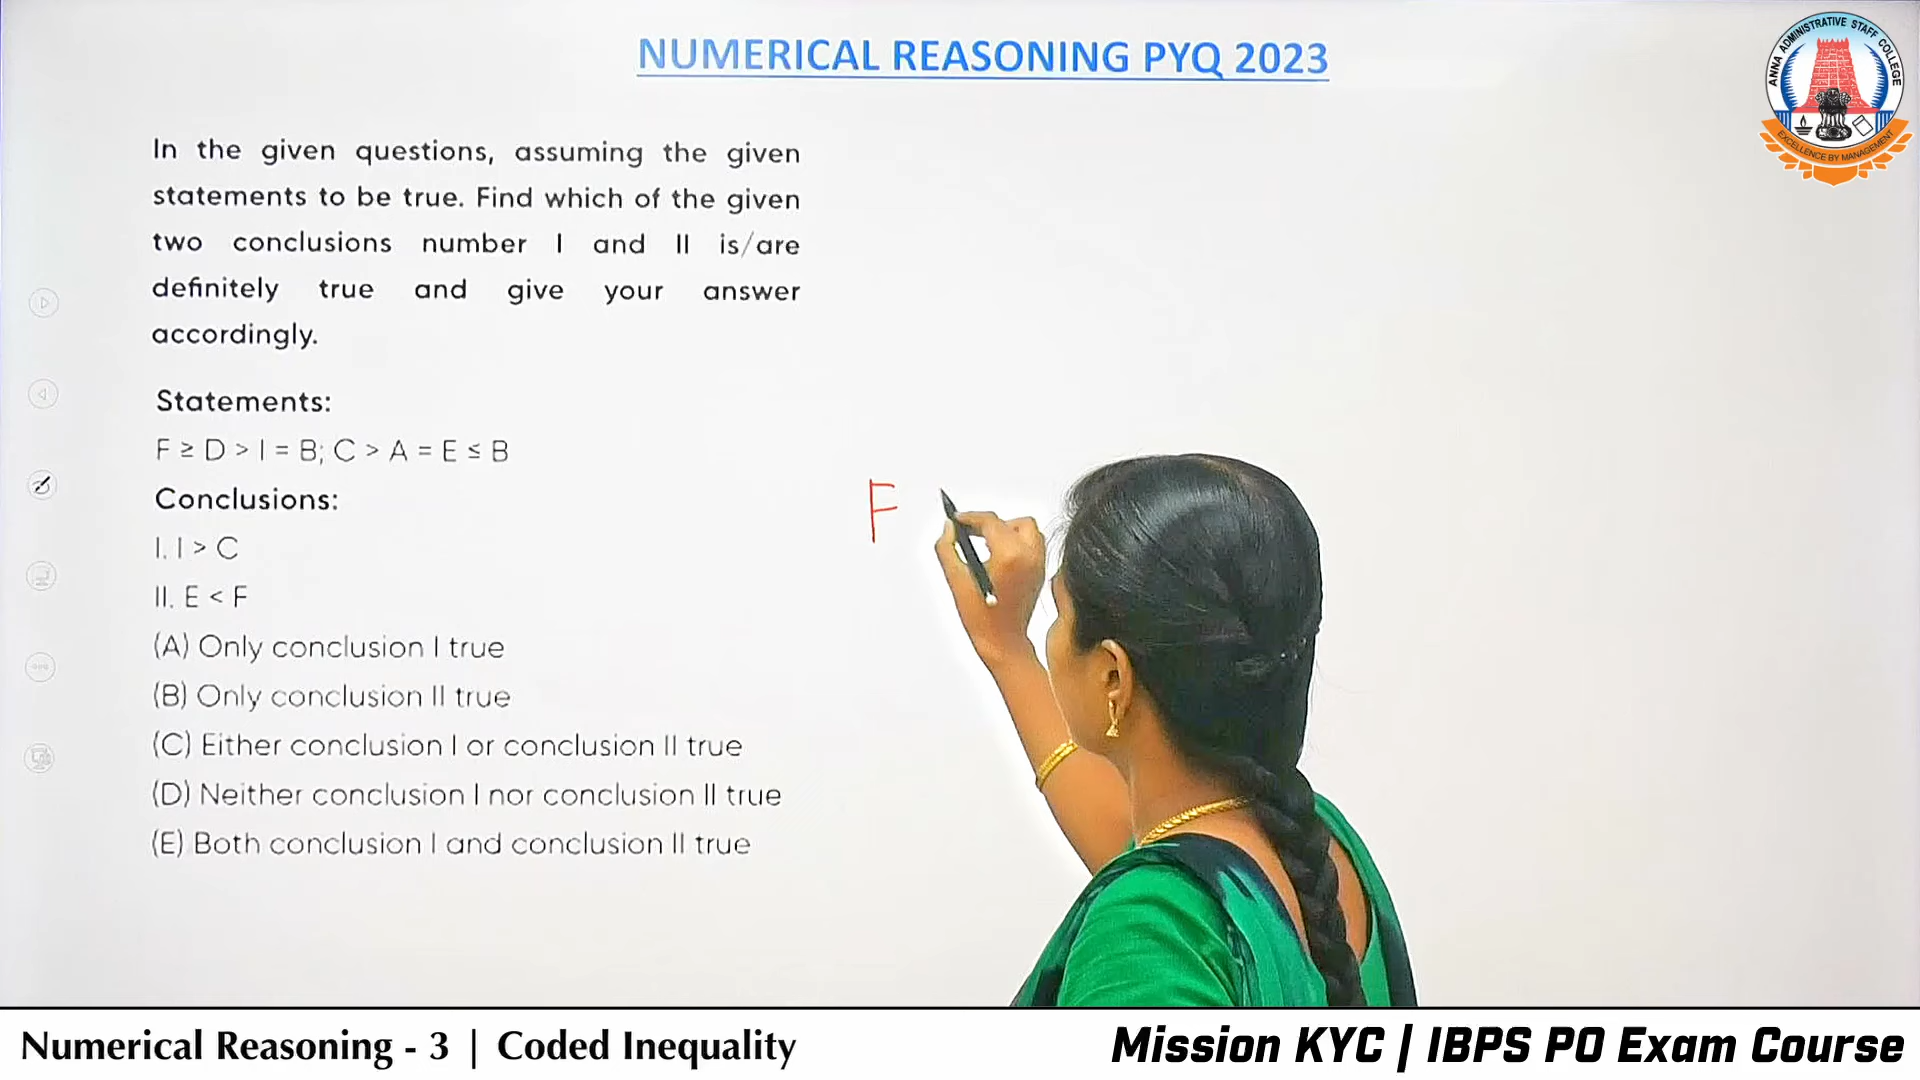 NUMERICAL REASONING PYQ 2023
ANNA ADMINISTRATIVE STAFF COLLEGE
EXCELLENCE BY MANAGEMENT
In the given questions, assuming the given
statements to be true. Find which of the given
two conclusions number I and II is/are
definitely true and give your answer
accordingly.
Statements:
F ≥ D > I = B; C > A = E ≤ B
Conclusions:
I. I > C
II. E < F
(A) Only conclusion I true
(B) Only conclusion II true
(C) Either conclusion I or conclusion II true
(D) Neither conclusion I nor conclusion II true
(E) Both conclusion I and conclusion II true
F
Numerical Reasoning - 3 | Coded Inequality
Mission KYC | IBPS PO Exam Course